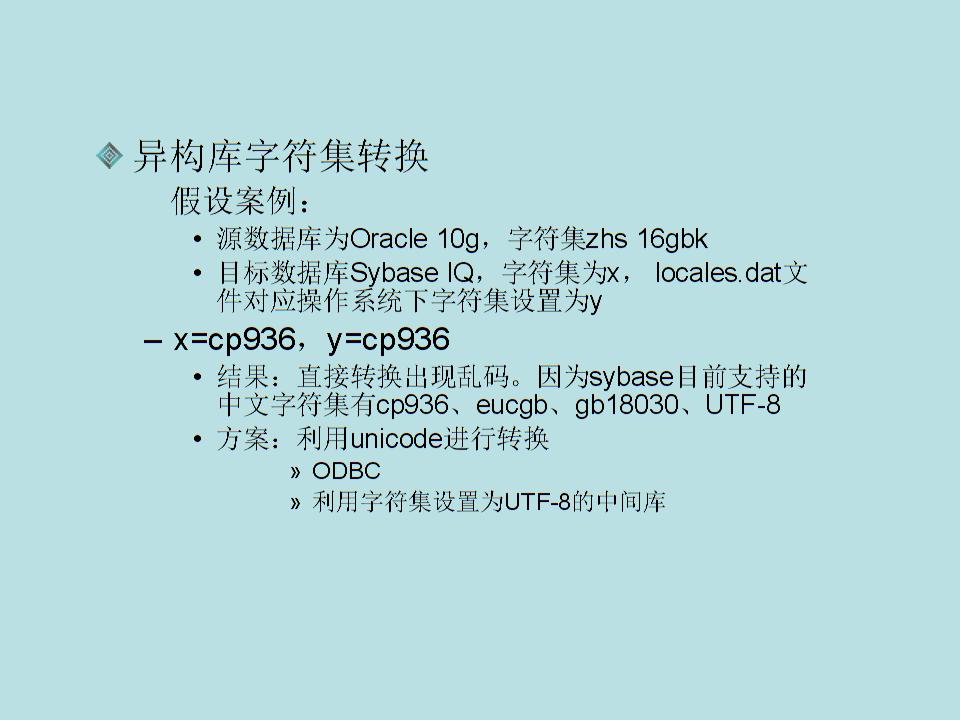 异构库字符集转换
假设案例：
• 源数据库为Oracle 10g，字符集zhs 16gbk
• 目标数据库Sybase IQ，字符集为x， locales.dat文
件对应操作系统下字符集设置为y
– x=cp936，y=cp936
• 结果：直接转换出现乱码。因为sybase目前支持的
中文字符集有cp936、eucgb、gb18030、UTF-8
• 方案：利用unicode进行转换
» ODBC
» 利用字符集设置为UTF-8的中间库